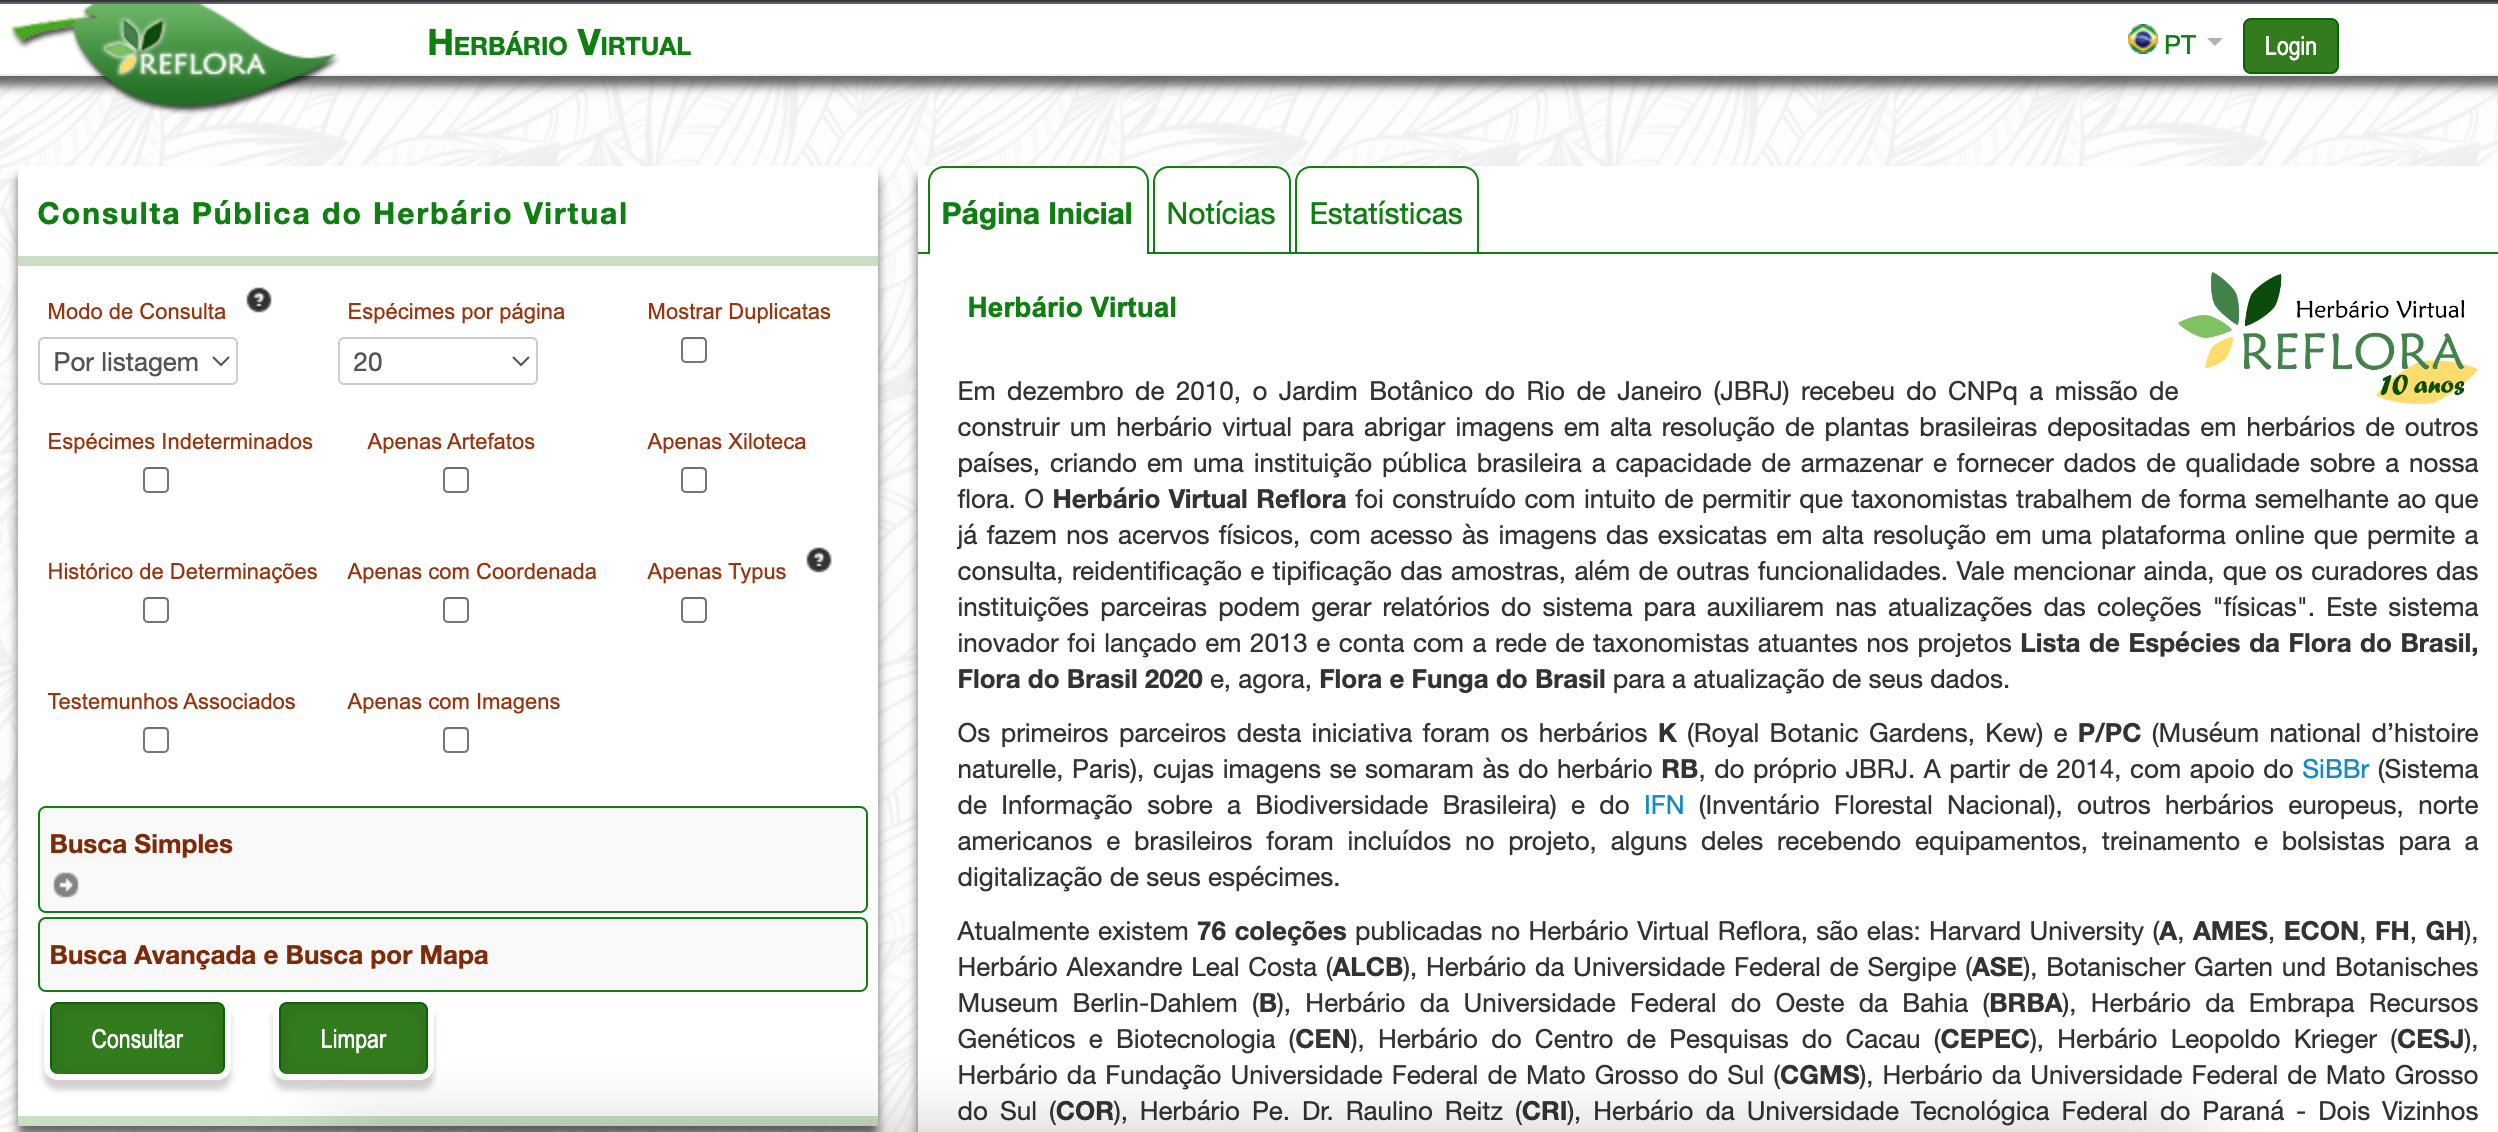 REFLORA
HERBÁRIO VIRTUAL
PT
Login
Consulta Pública do Herbário Virtual
Modo de Consulta
Espécimes por página
Mostrar Duplicatas
Por listagem
20
Espécimes Indeterminados
Apenas Artefatos
Apenas Xiloteca
Histórico de Determinações
Apenas com Coordenada
Apenas Typus
Testemunhos Associados
Apenas com Imagens
Busca Simples
Busca Avançada e Busca por Mapa
Consultar
Limpar
Página Inicial
Notícias
Estatísticas
Herbário Virtual
Herbário Virtual
REFLORA
10 anos
Em dezembro de 2010, o Jardim Botânico do Rio de Janeiro (JBRJ) recebeu do CNPq a missão de
construir um herbário virtual para abrigar imagens em alta resolução de plantas brasileiras depositadas em herbários de outros
países, criando em uma instituição pública brasileira a capacidade de armazenar e fornecer dados de qualidade sobre a nossa
flora. O Herbário Virtual Reflora foi construído com intuito de permitir que taxonomistas trabalhem de forma semelhante ao que
já fazem nos acervos físicos, com acesso às imagens das exsicatas em alta resolução em uma plataforma online que permite a
consulta, reidentificação e tipificação das amostras, além de outras funcionalidades. Vale mencionar ainda, que os curadores das
instituições parceiras podem gerar relatórios do sistema para auxiliarem nas atualizações das coleções "físicas". Este sistema
inovador foi lançado em 2013 e conta com a rede de taxonomistas atuantes nos projetos Lista de Espécies da Flora do Brasil,
Flora do Brasil 2020 e, agora, Flora e Funga do Brasil para a atualização de seus dados.
Os primeiros parceiros desta iniciativa foram os herbários K (Royal Botanic Gardens, Kew) e P/PC (Muséum national d’histoire
naturelle, Paris), cujas imagens se somaram às do herbário RB, do próprio JBRJ. A partir de 2014, com apoio do SiBBr (Sistema
de Informação sobre a Biodiversidade Brasileira) e do IFN (Inventário Florestal Nacional), outros herbários europeus, norte
americanos e brasileiros foram incluídos no projeto, alguns deles recebendo equipamentos, treinamento e bolsistas para a
digitalização de seus espécimes.
Atualmente existem 76 coleções publicadas no Herbário Virtual Reflora, são elas: Harvard University (A, AMES, ECON, FH, GH),
Herbário Alexandre Leal Costa (ALCB), Herbário da Universidade Federal de Sergipe (ASE), Botanischer Garten und Botanisches
Museum Berlin-Dahlem (B), Herbário da Universidade Federal do Oeste da Bahia (BRBA), Herbário da Embrapa Recursos
Genéticos e Biotecnologia (CEN), Herbário do Centro de Pesquisas do Cacau (CEPEC), Herbário Leopoldo Krieger (CESJ),
Herbário da Fundação Universidade Federal de Mato Grosso do Sul (CGMS), Herbário da Universidade Federal de Mato Grosso
do Sul (COR), Herbário Pe. Dr. Raulino Reitz (CRI), Herbário da Universidade Tecnológica Federal do Paraná - Dois Vizinhos